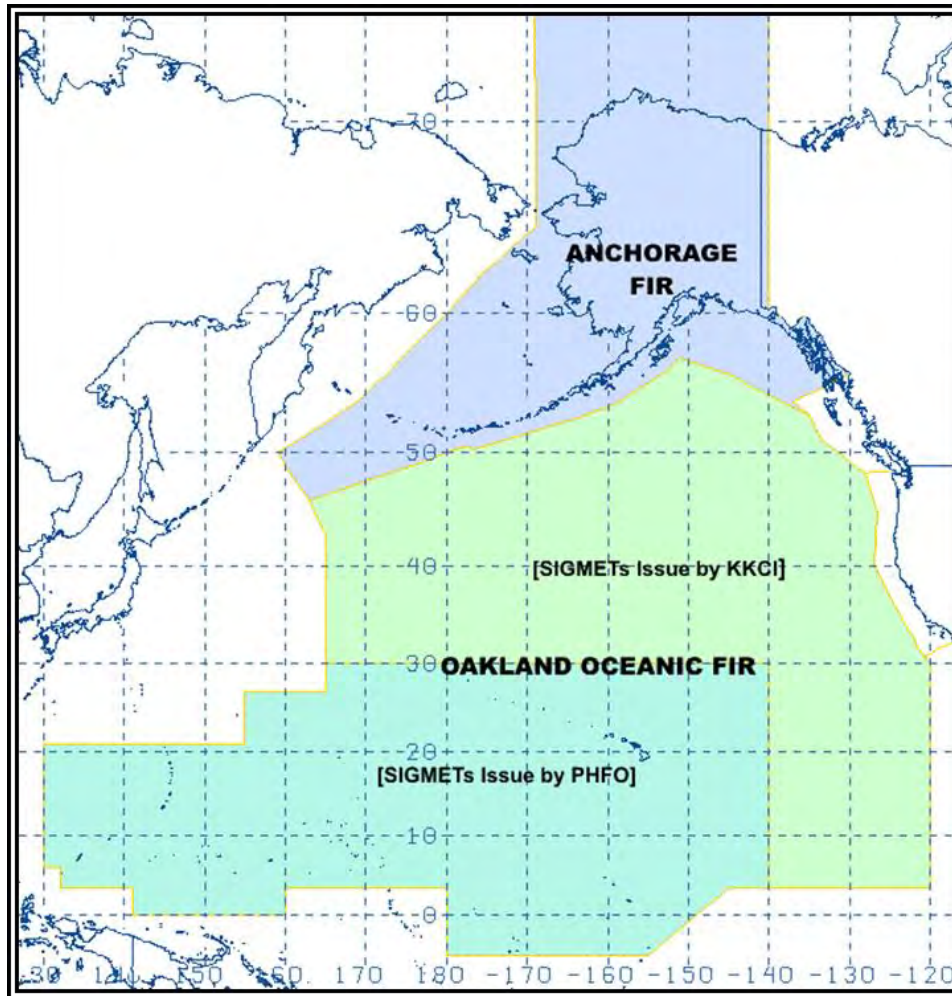 70
ANCHORAGE
FIR
60
50
[SIGMETs Issue by KKCI]
40
OAKLAND OCEANIC FIR
30
20
[SIGMETs Issue by PHFO]
10
0
130 140 150 160 170 180 -170 -160 -150 -140 -130 -120